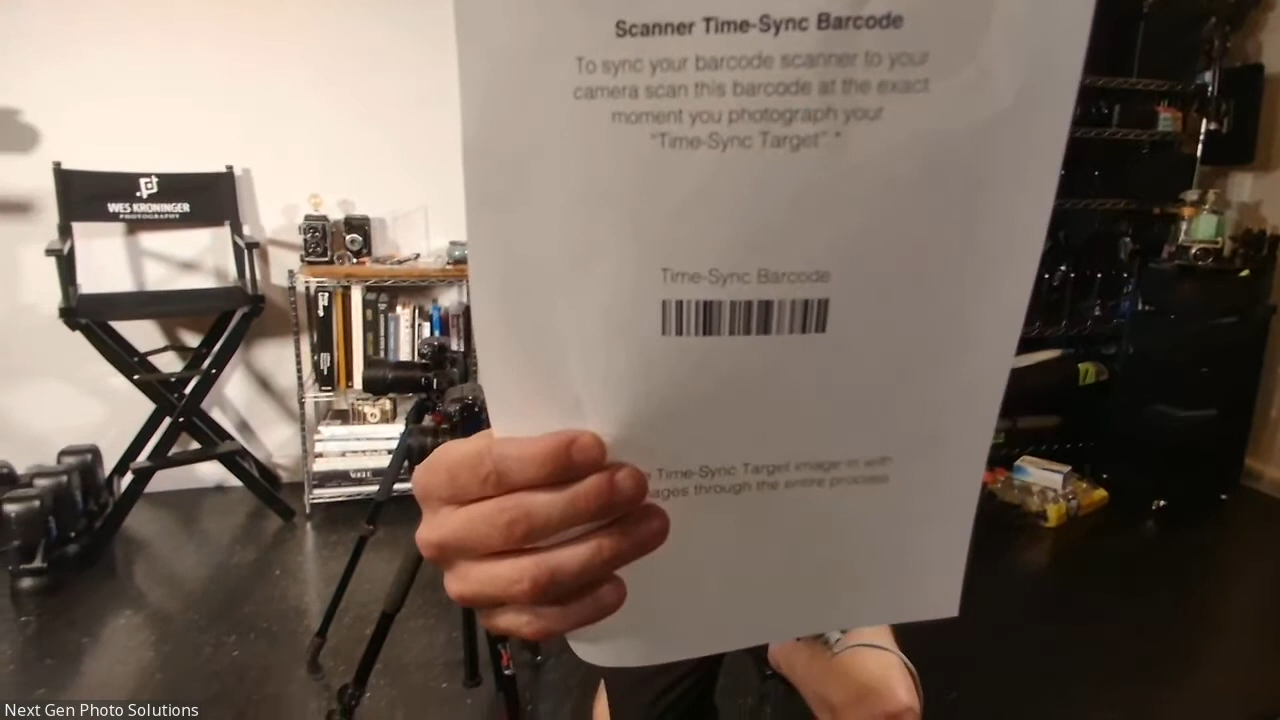 Scanner Time-Sync Barcode
To sync your barcode scanner to your
camera scan this barcode at the exact
moment you photograph your
"Time-Sync Target".*
Time-Sync Barcode
Time-Sync Target image in with
ages through the entire process
WES KRONINGER
PHOTOGRAPHY
VOGUE
Next Gen Photo Solutions